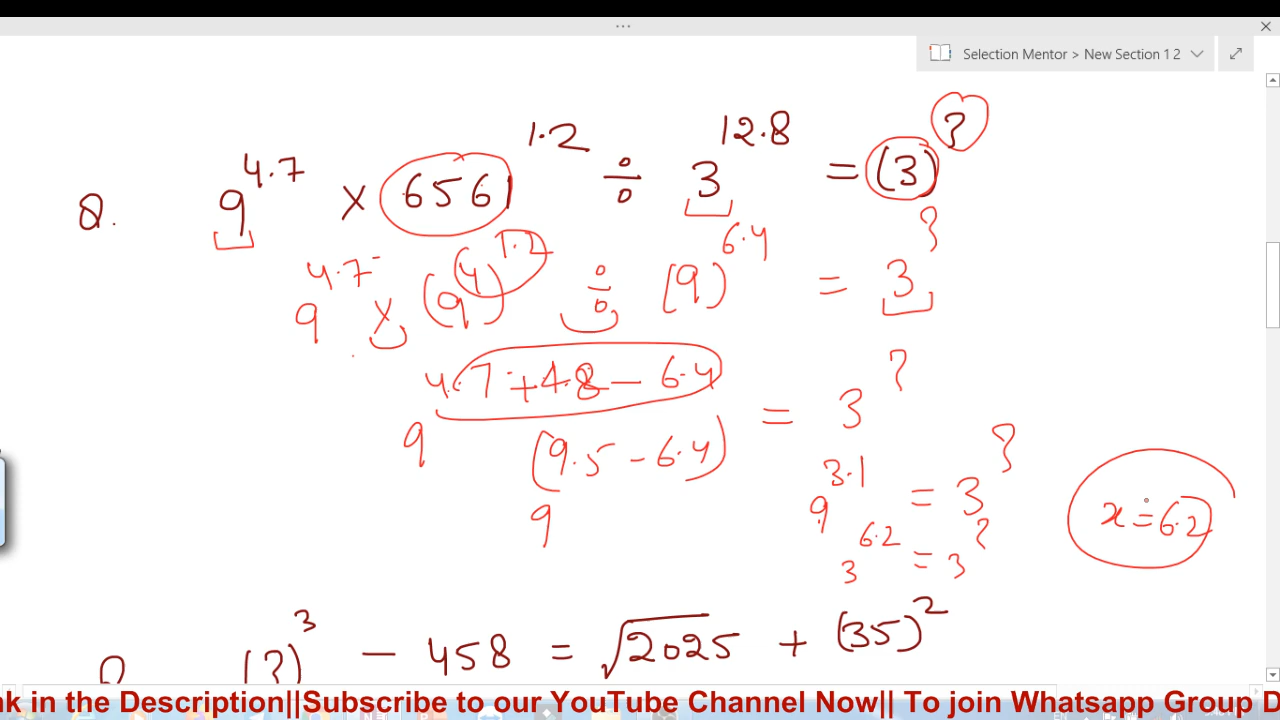 Selection Mentor > New Section 1 2
Q. 9^4.7 × 6561^1.2 ÷ 3^12.8 = (3)^?
9^4.7 × (9^4)^1.2 ÷ (9)^6.4 = 3^?
9^4.7+4.8-6.4 = 3^?
9^(9.5-6.4)
9^3.1 = 3^?
3^6.2 = 3^?
x = 6.2
Q (?)^3 - 458 = √2025 + (35)^2
nk in the Description||Subscribe to our YouTube Channel Now|| To join Whatsapp Group D